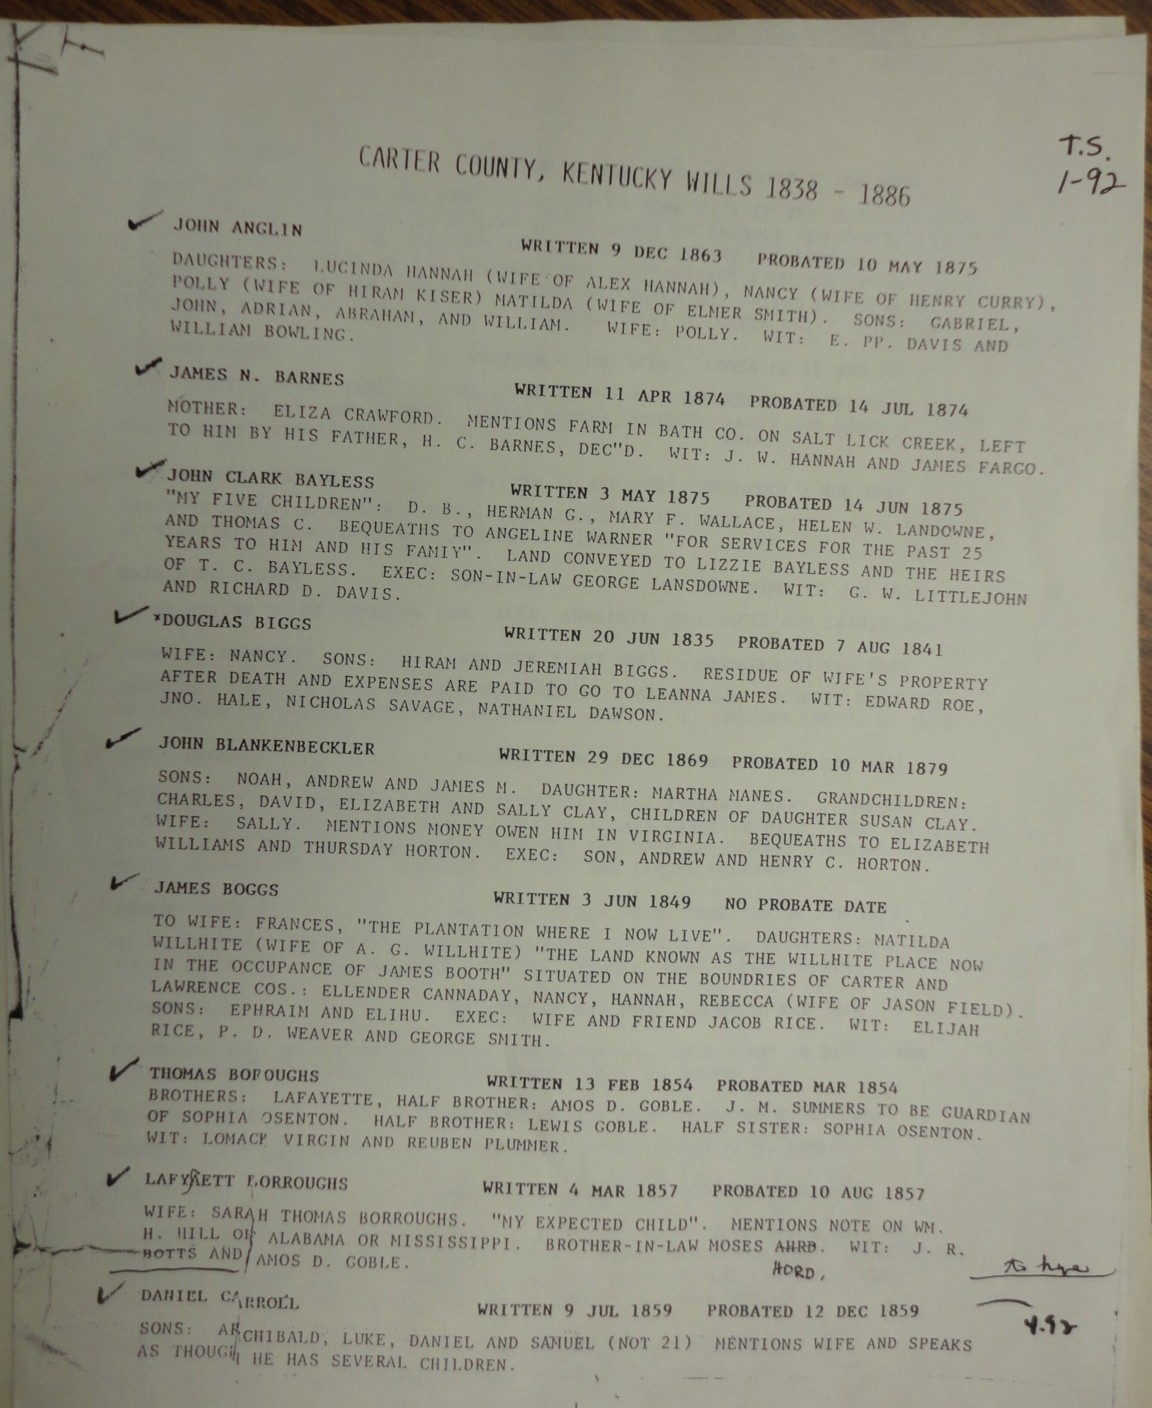 T.S.
1-92
CARTER COUNTY, KENTUCKY WILLS 1838 - 1886
JOHN ANGLIN WRITTEN 9 DEC 1863 PROBATED 10 MAY 1875
DAUGHTERS: LUCINDA HANNAH (WIFE OF ALEX HANNAH), NANCY (WIFE OF HENRY CURRY),
POLLY (WIFE OF HIRAM KISER) MATILDA (WIFE OF ELMER SMITH). SONS: GABRIEL,
JOHN, ADRIAN, ABRAHAM, AND WILLIAM. WIFE: POLLY. WIT: E. PP. DAVIS AND
WILLIAM BOWLING.
JAMES N. BARNES WRITTEN 11 APR 1874 PROBATED 14 JUL 1874
MOTHER: ELIZA CRAWFORD. MENTIONS FARM IN BATH CO. ON SALT LICK CREEK, LEFT
TO HIM BY HIS FATHER, H. C. BARNES, DEC"D. WIT: J. W. HANNAH AND JAMES FARGO.
JOHN CLARK BAYLESS WRITTEN 3 MAY 1875 PROBATED 14 JUN 1875
"MY FIVE CHILDREN": D. B., HERMAN G., MARY F. WALLACE, HELEN W. LANDOWNE,
AND THOMAS C. BEQUEATHS TO ANGELINE WARNER "FOR SERVICES FOR THE PAST 25
YEARS TO HIM AND HIS FAMIY". LAND CONVEYED TO LIZZIE BAYLESS AND THE HEIRS
OF T. C. BAYLESS. EXEC: SON-IN-LAW GEORGE LANSDOWNE. WIT: G. W. LITTLEJOHN
AND RICHARD D. DAVIS.
*DOUGLAS BIGGS WRITTEN 20 JUN 1835 PROBATED 7 AUG 1841
WIFE: NANCY. SONS: HIRAM AND JEREMIAH BIGGS. RESIDUE OF WIFE'S PROPERTY
AFTER DEATH AND EXPENSES ARE PAID TO GO TO LEANNA JAMES. WIT: EDWARD ROE,
JNO. HALE, NICHOLAS SAVAGE, NATHANIEL DAWSON.
JOHN BLANKENBECKLER WRITTEN 29 DEC 1869 PROBATED 10 MAR 1879
SONS: NOAH, ANDREW AND JAMES M. DAUGHTER: MARTHA MANES. GRANDCHILDREN:
CHARLES, DAVID, ELIZABETH AND SALLY CLAY, CHILDREN OF DAUGHTER SUSAN CLAY.
WIFE: SALLY. MENTIONS MONEY OWEN HIM IN VIRGINIA. BEQUEATHS TO ELIZABETH
WILLIAMS AND THURSDAY HORTON. EXEC: SON, ANDREW AND HENRY C. HORTON.
JAMES BOGGS WRITTEN 3 JUN 1849 NO PROBATE DATE
TO WIFE: FRANCES, "THE PLANTATION WHERE I NOW LIVE". DAUGHTERS: MATILDA
WILLHITE (WIFE OF A. G. WILLHITE) "THE LAND KNOWN AS THE WILLHITE PLACE NOW
IN THE OCCUPANCE OF JAMES BOOTH" SITUATED ON THE BOUNDRIES OF CARTER AND
LAWRENCE COS.: ELLENDER CANNADAY, NANCY, HANNAH, REBECCA (WIFE OF JASON FIELD).
SONS: EPHRAIM AND ELIHU. EXEC: WIFE AND FRIEND JACOB RICE. WIT: ELIJAH
RICE, P. D. WEAVER AND GEORGE SMITH.
THOMAS BOROUGHS WRITTEN 13 FEB 1854 PROBATED MAR 1854
BROTHERS: LAFAYETTE, HALF BROTHER: AMOS D. GOBLE. J. M. SUMMERS TO BE GUARDIAN
OF SOPHIA OSENTON. HALF BROTHER: LEWIS GOBLE. HALF SISTER: SOPHIA OSENTON.
WIT: LOMACK VIRGIN AND REUBEN PLUMMER.
BORROUGHS WRITTEN 4 MAR 1857 PROBATED 10 AUG 1857
WIFE: SARAH THOMAS BORROUGHS. "MY EXPECTED CHILD". MENTIONS NOTE ON WM.
H. HILL OF ALABAMA OR MISSISSIPPI. BROTHER-IN-LAW MOSES AHRD. WIT: J. R.
BOTTS AND AMOS D. GOBLE.
HORD.
to hge
4.92
DANIEL CARROLL WRITTEN 9 JUL 1859 PROBATED 12 DEC 1859
SONS: ARCHIBALD, LUKE, DANIEL AND SAMUEL (NOT 21) MENTIONS WIFE AND SPEAKS
AS THOUGH HE HAS SEVERAL CHILDREN.